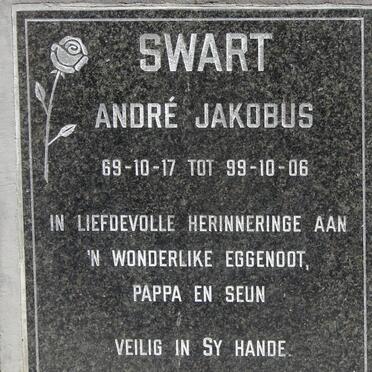 SWART
ANDRÉ JAKOBUS
69-10-17 TOT 99-10-06
IN LIEFDEVOLLE HERINNERINGE AAN
'N WONDERLIKE EGGENOOT,
PAPPA EN SEUN
VEILIG IN SY HANDE